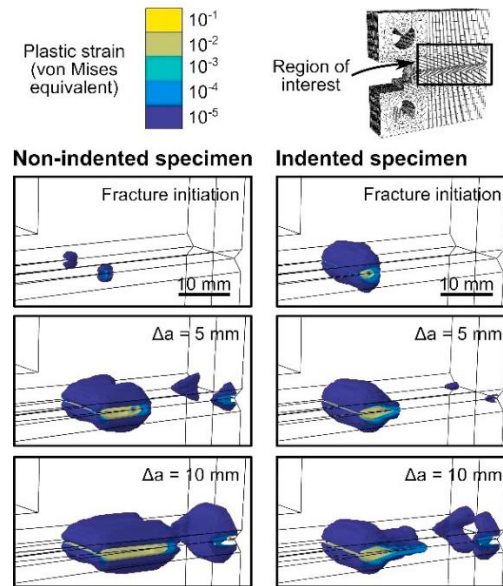 Plastic strain
(von Mises
equivalent)
10⁻¹
10⁻²
10⁻³
10⁻⁴
10⁻⁵
Region of
interest
Non-indented specimen
Indented specimen
Fracture initiation
10 mm
Fracture initiation
10 mm
Δa = 5 mm
Δa = 5 mm
Δa = 10 mm
Δa = 10 mm